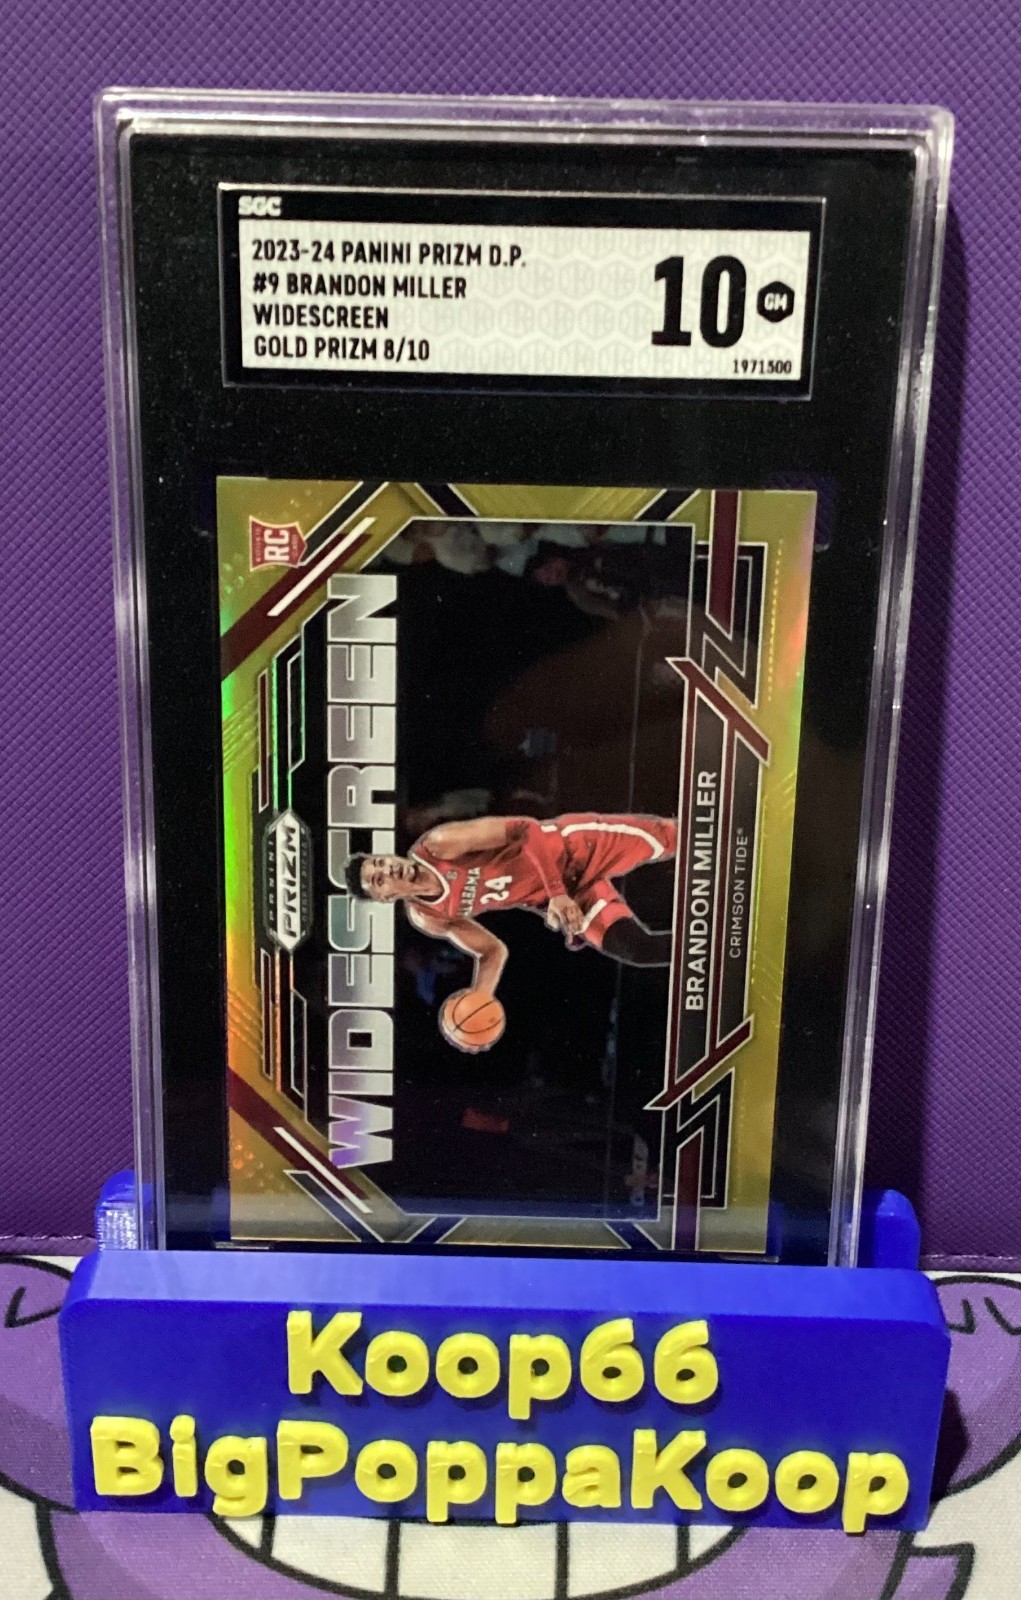 SGC
2023-24 PANINI PRIZM D.P.
#9 BRANDON MILLER
WIDESCREEN
GOLD PRIZM 8/10
10
GM
1971500
RC
WIDESCREEN
PANINI
PRIZM
ALABAMA
24
BRANDON MILLER
CRIMSON TIDE®
Koop66
BigPoppaKoop